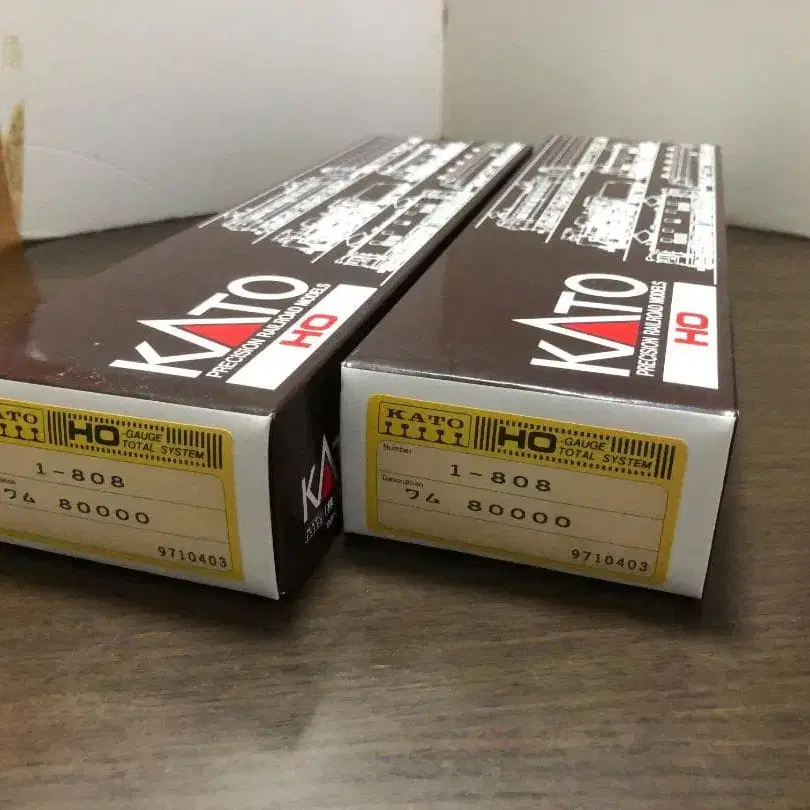 KATO
PRECISION RAILROAD MODELS
HO
KATO
HO -GAUGE
TOTAL SYSTEM
1-808
ワム 80000
9710403
KATO
PRECISION RAILROAD MODELS
HO
KATO
HO -GAUGE
TOTAL SYSTEM
Number
1-808
Description
ワム 80000
9710403